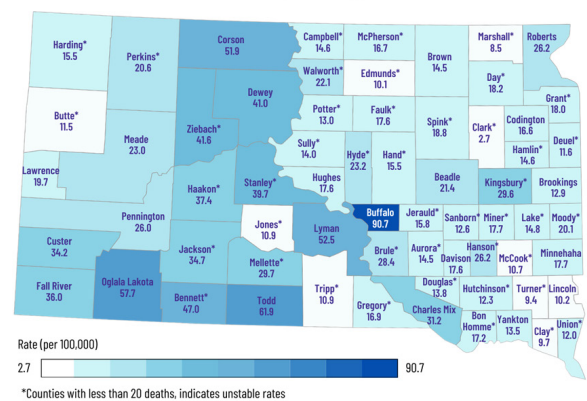 Harding*
15.5
Perkins*
20.6
Corson
51.9
Campbell*
14.6
McPherson*
16.7
Brown
14.5
Marshall*
8.5
Roberts
26.2
Walworth*
22.1
Edmunds*
10.1
Day*
18.2
Butte*
11.5
Meade
23.0
Ziebach*
41.6
Dewey
41.0
Potter*
13.0
Faulk*
17.6
Spink*
18.8
Clark*
2.7
Codington
16.6
Grant*
18.0
Hamlin*
14.6
Deuel*
11.6
Lawrence
19.7
Haakon*
37.4
Stanley*
39.7
Sully*
14.0
Hughes
17.6
Hyde*
23.2
Hand*
15.5
Beadle
21.4
Kingsbury*
29.6
Brookings
12.9
Pennington
26.0
Jones*
10.9
Lyman
52.5
Buffalo
90.7
Jerauld*
15.8
Sanborn*
12.6
Miner*
17.7
Lake*
14.8
Moody*
20.1
Custer
34.2
Jackson*
34.7
Mellette*
29.7
Brule*
28.4
Aurora*
14.5
Davison
17.6
Hanson*
26.2
McCook*
10.7
Minnehaha
17.7
Fall River
36.0
Oglala Lakota
57.7
Bennett*
47.0
Todd
61.9
Tripp*
10.9
Gregory*
16.9
Douglas*
13.8
Charles Mix
31.2
Hutchinson*
12.3
Turner*
9.4
Lincoln
10.2
Bon
Homme*
17.2
Yankton
13.5
Clay*
9.7
Union*
12.0
Rate (per 100,000)
2.7
90.7
*Counties with less than 20 deaths, indicates unstable rates